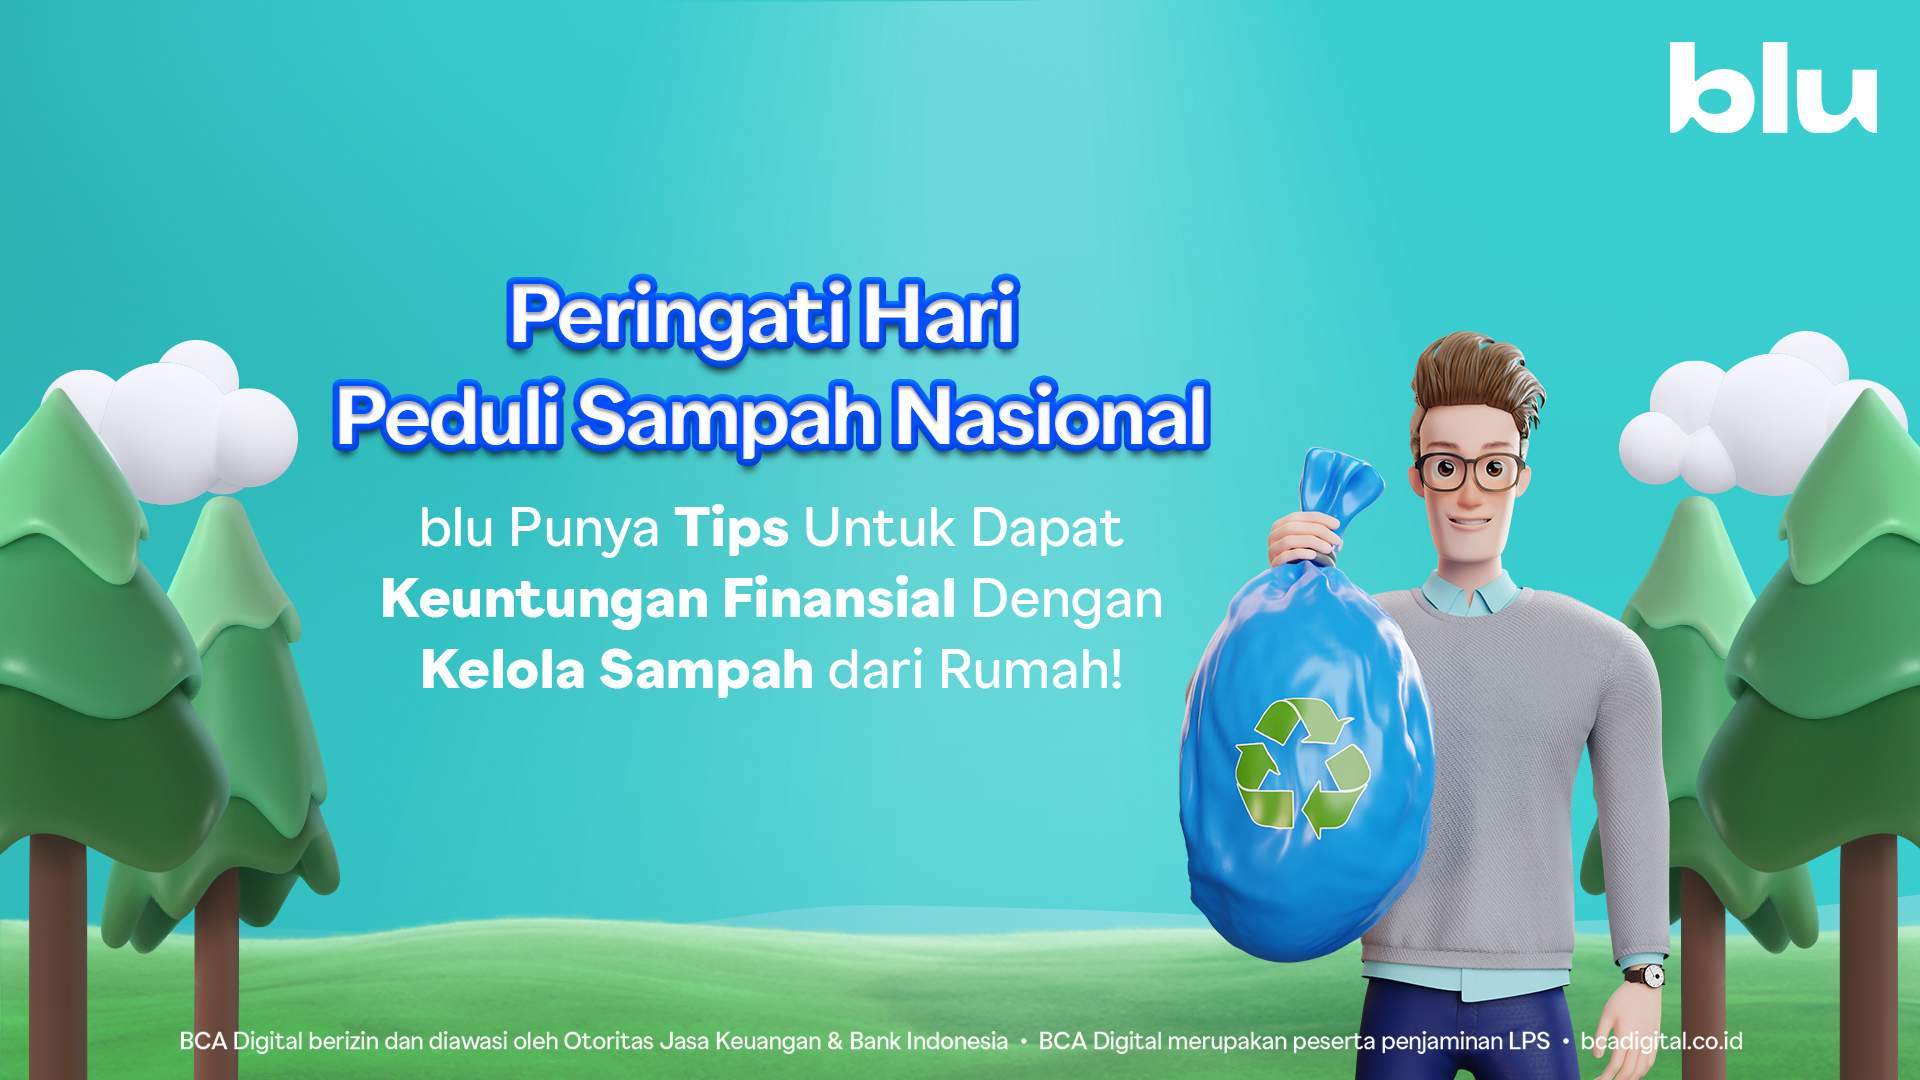 blu
Peringati Hari
Peduli Sampah Nasional
blu Punya Tips Untuk Dapat
Keuntungan Finansial Dengan
Kelola Sampah dari Rumah!
BCA Digital berizin dan diawasi oleh Otoritas Jasa Keuangan & Bank Indonesia • BCA Digital merupakan peserta penjaminan LPS • bcadigital.co.id